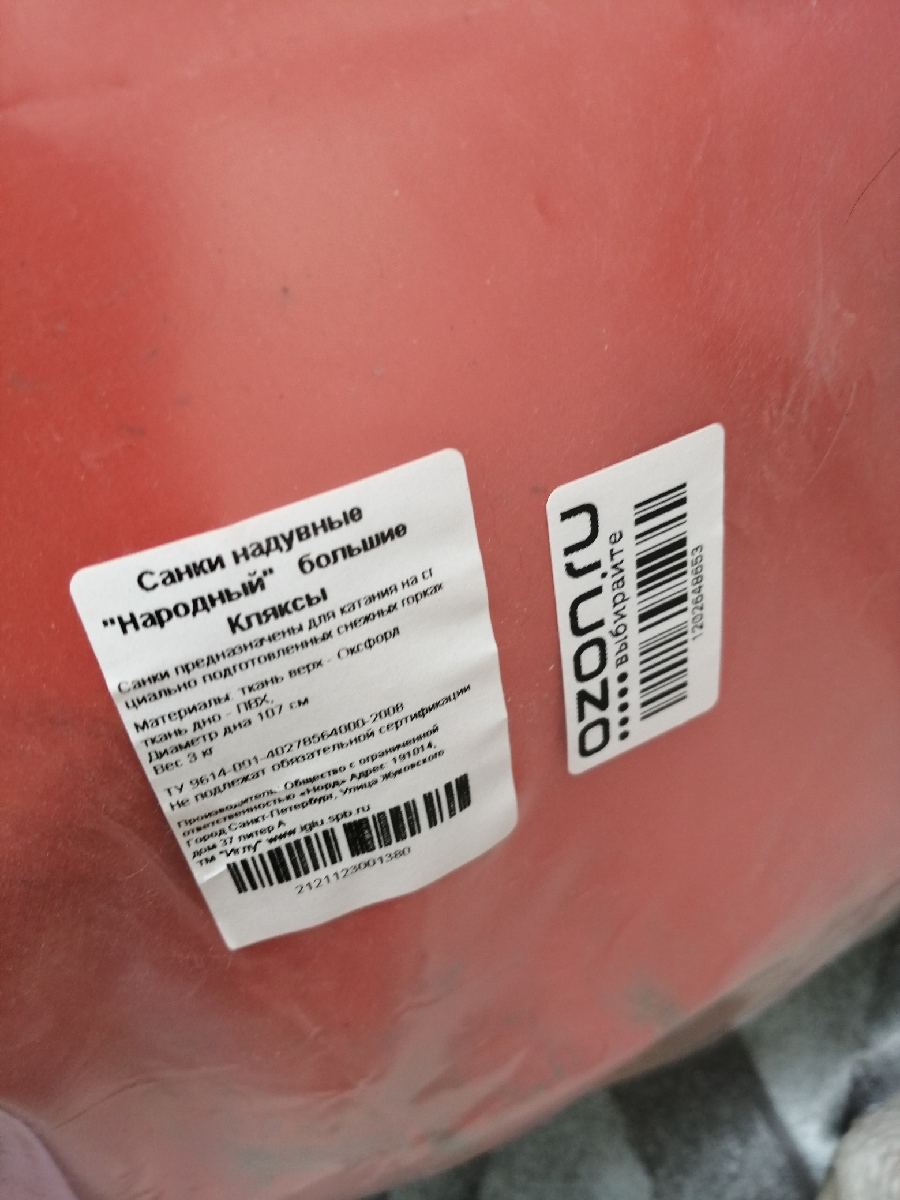 Санки надувные
"Народный" большие
Кляксы
Санки предназначены для катания на сг
циально подготовленных снежных горках
Материалы: ткань верх - Оксфорд
ткань дно - ПВХ,
Диаметр дна 107 см
Вес 3 кг
ТУ 9614-001-40278564000-2008
Не подлежат обязательной сертификации
Производитель: Общество с ограниченной
ответственностью «Норд» Адрес: 191014,
Город Санкт-Петербург, Улица Жуковского
дом 37 литер А
тм "Иглу" www.iglu.spb.ru
2121123001380
ozon.ru
выбирайте
1202648653